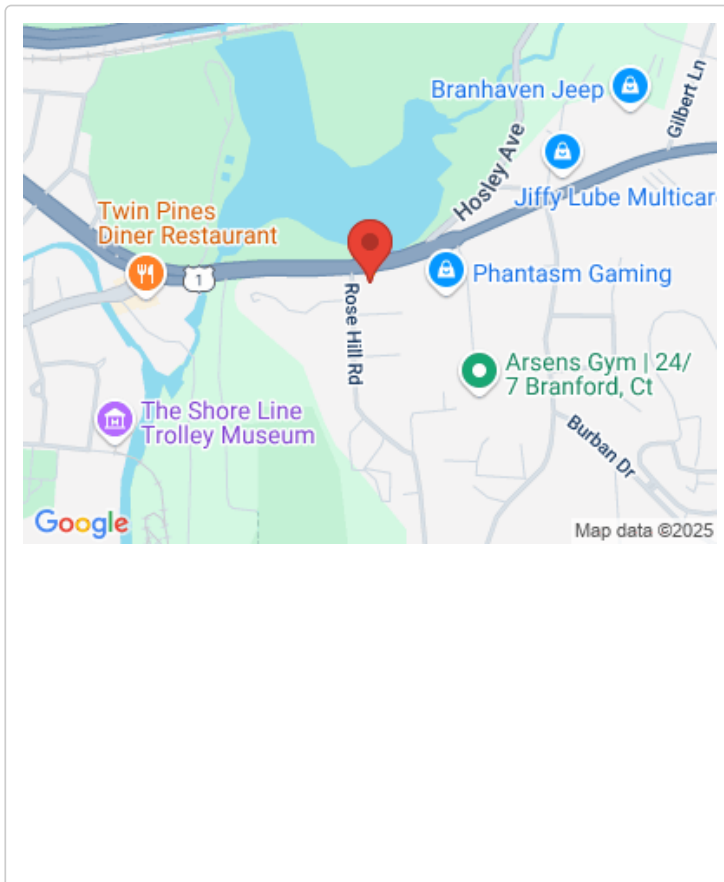 Branhaven Jeep
Gilbert Ln
Hosley Ave
Jiffy Lube Multicar
Twin Pines
Diner Restaurant
1
Phantasm Gaming
Rose Hill Rd
Arsens Gym | 24/
7 Branford, Ct
The Shore Line
Trolley Museum
Burban Dr
Google
Map data ©2025